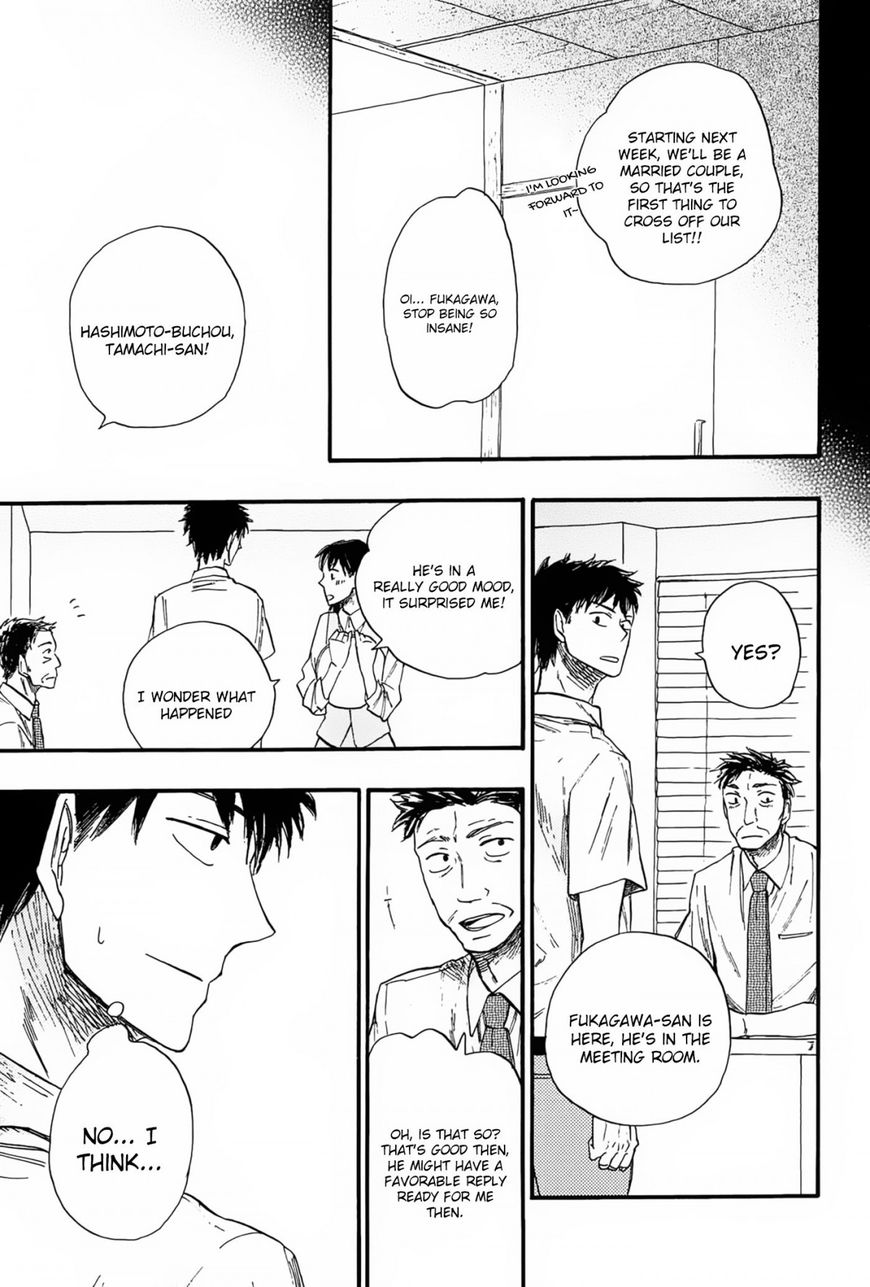 STARTING NEXT
WEEK, WE'LL BE A
MARRIED COUPLE,
SO THAT'S THE
FIRST THING TO
CROSS OFF OUR
LIST!!
I'M LOOKING
FORWARD TO
IT~
OI... FUKAGAWA,
STOP BEING SO
INSANE!
HASHIMOTO-BUCHOU,
TAMACHI-SAN!
YES?
FUKAGAWA-SAN IS
HERE, HE'S IN THE
MEETING ROOM.
HE'S IN A
REALLY GOOD MOOD,
IT SURPRISED ME!
I WONDER WHAT
HAPPENED
OH, IS THAT SO?
THAT'S GOOD THEN,
HE MIGHT HAVE A
FAVORABLE REPLY
READY FOR ME
THEN.
NO... I
THINK...